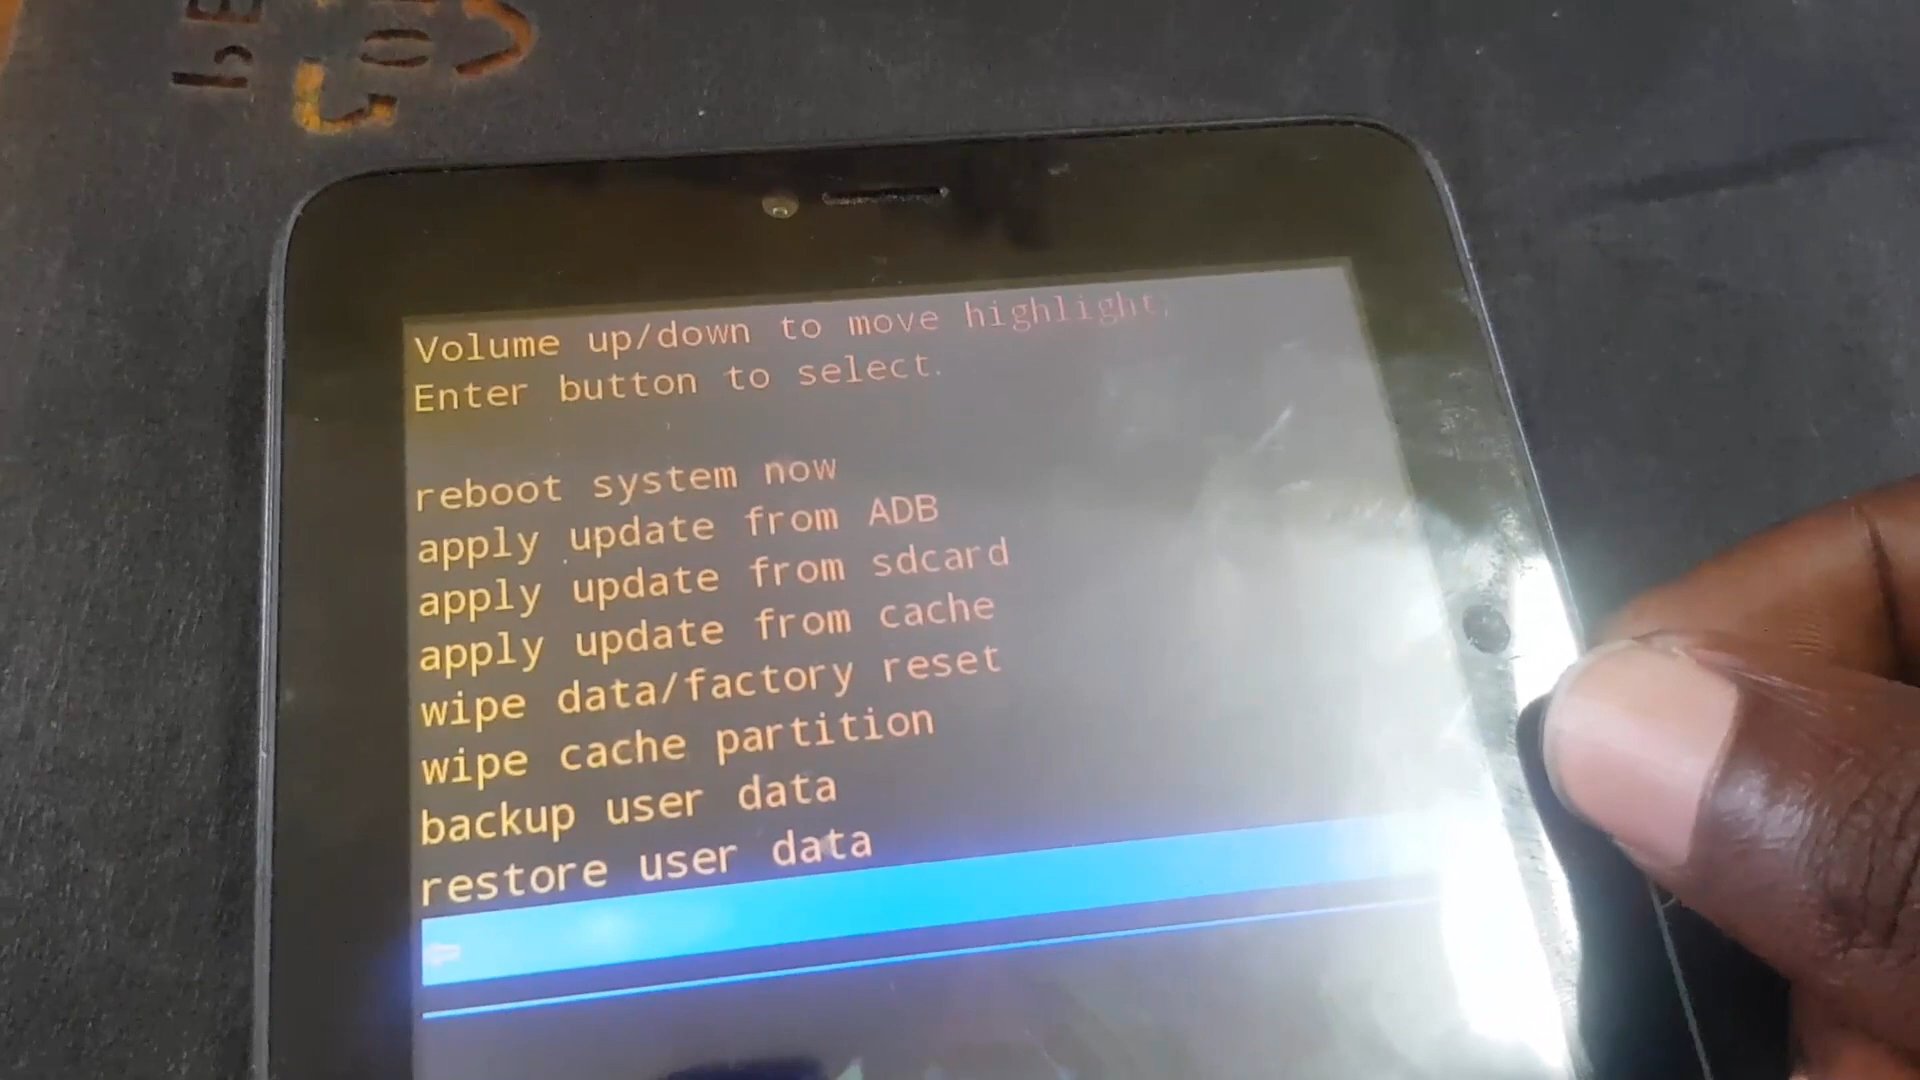 Volume up/down to move highlight;
Enter button to select.
reboot system now
apply update from ADB
apply update from sdcard
apply update from cache
wipe data/factory reset
wipe cache partition
backup user data
restore user data